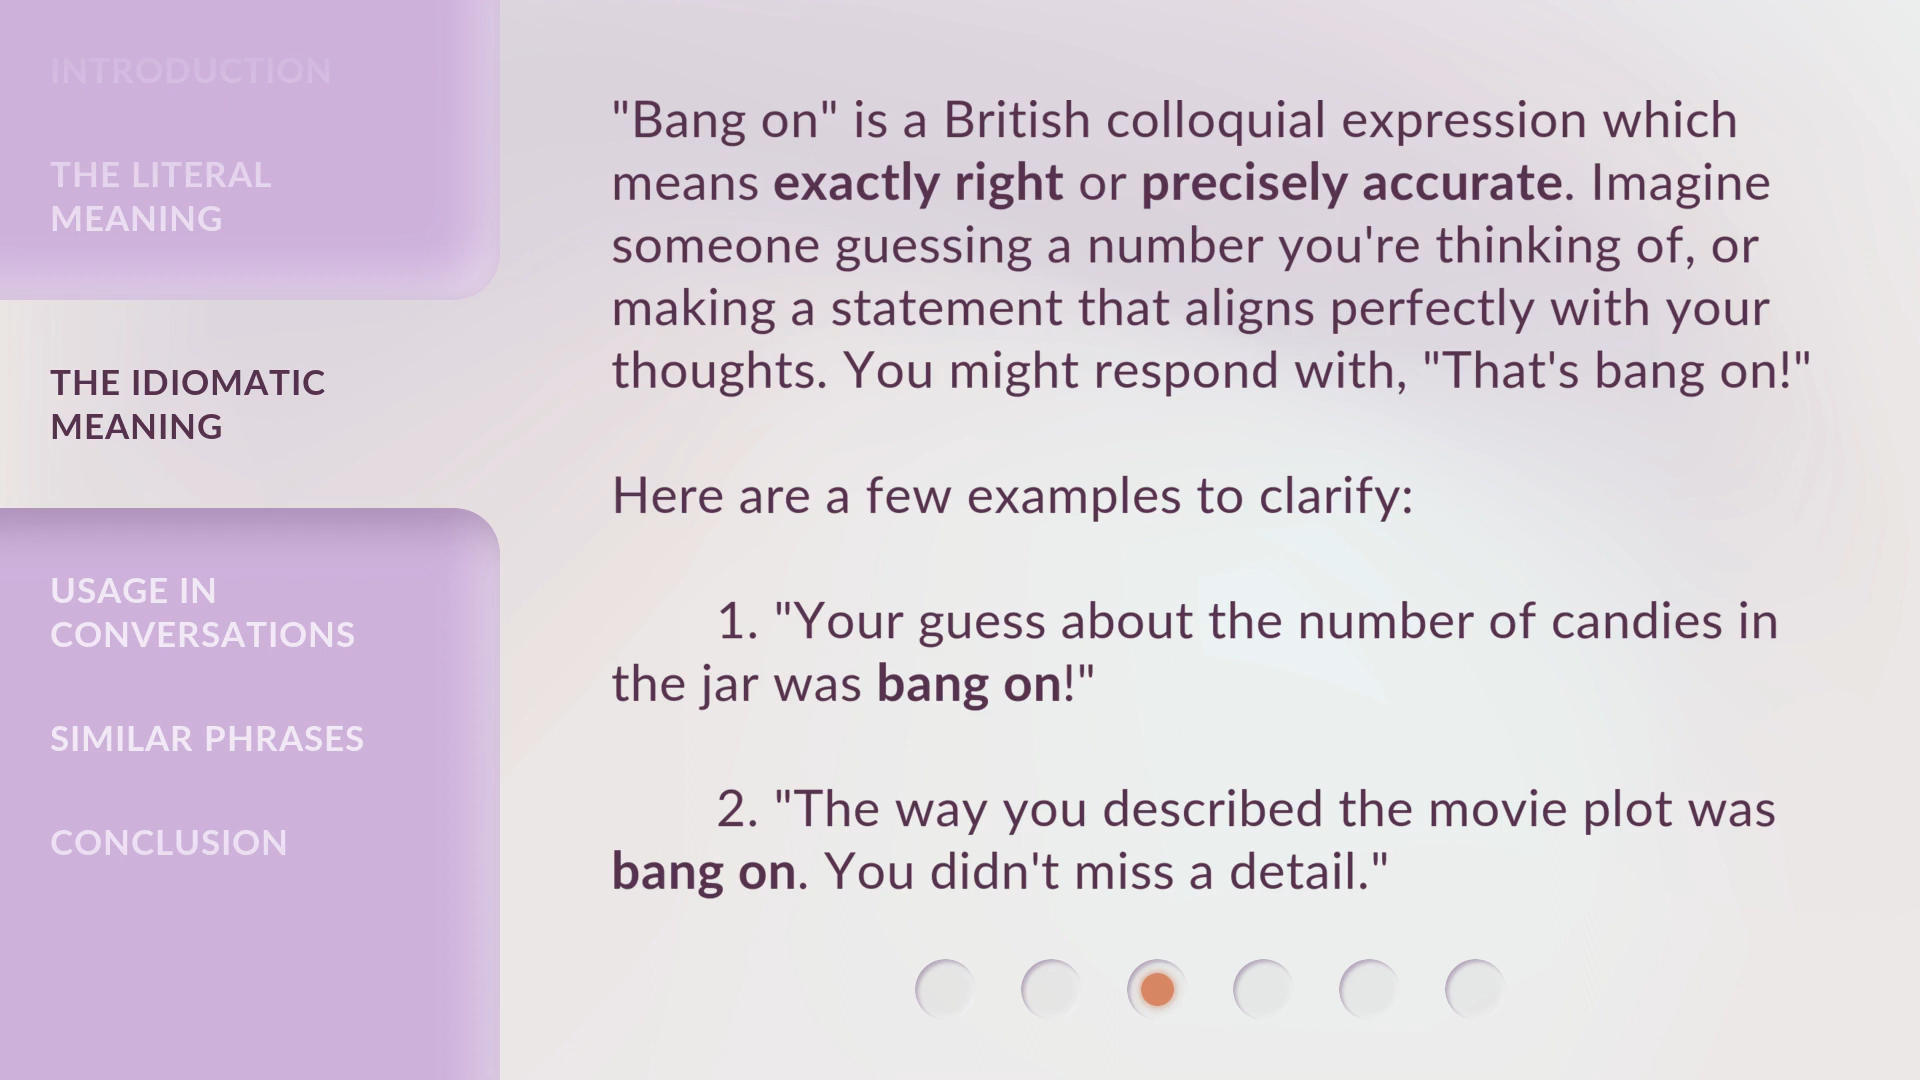 INTRODUCTION
THE LITERAL
MEANING
THE IDIOMATIC
MEANING
USAGE IN
CONVERSATIONS
SIMILAR PHRASES
CONCLUSION
"Bang on" is a British colloquial expression which
means exactly right or precisely accurate. Imagine
someone guessing a number you're thinking of, or
making a statement that aligns perfectly with your
thoughts. You might respond with, "That's bang on!"
Here are a few examples to clarify:
1. "Your guess about the number of candies in
the jar was bang on!"
2. "The way you described the movie plot was
bang on. You didn't miss a detail."